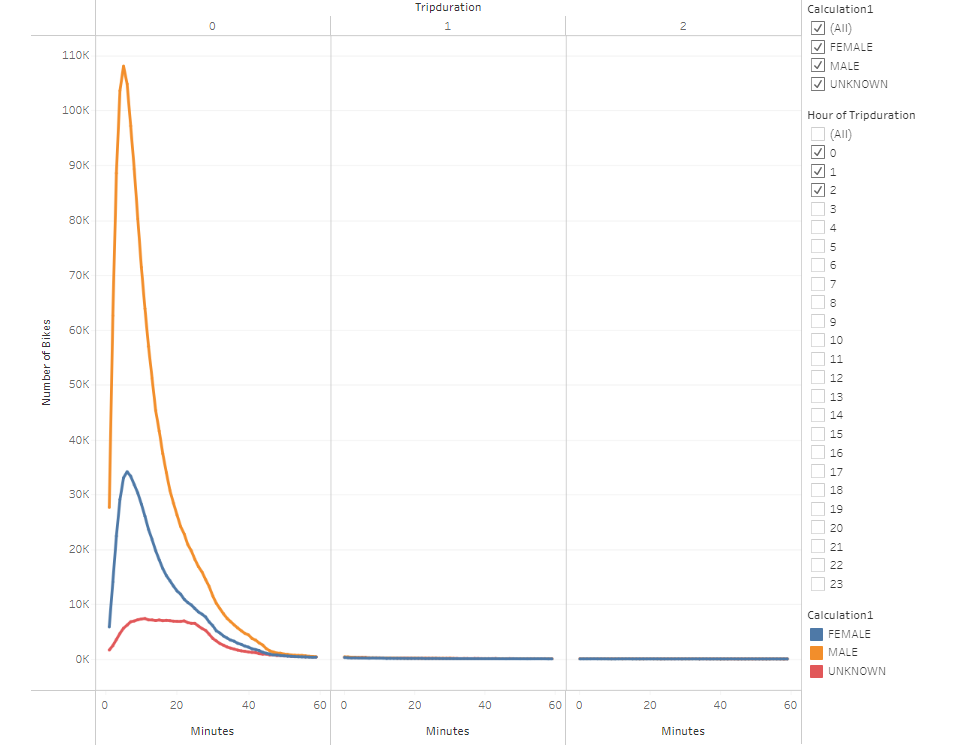 Tripduration
0 1 2
110K
100K
90K
80K
70K
60K
50K
40K
30K
20K
10K
0K
Number of Bikes
0 20 40 60 0 20 40 60 0 20 40 60
Minutes Minutes Minutes
Calculation1
(All)
FEMALE
MALE
UNKNOWN
Hour of Tripduration
(All)
0
1
2
3
4
5
6
7
8
9
10
11
12
13
14
15
16
17
18
19
20
21
22
23
Calculation1
FEMALE
MALE
UNKNOWN